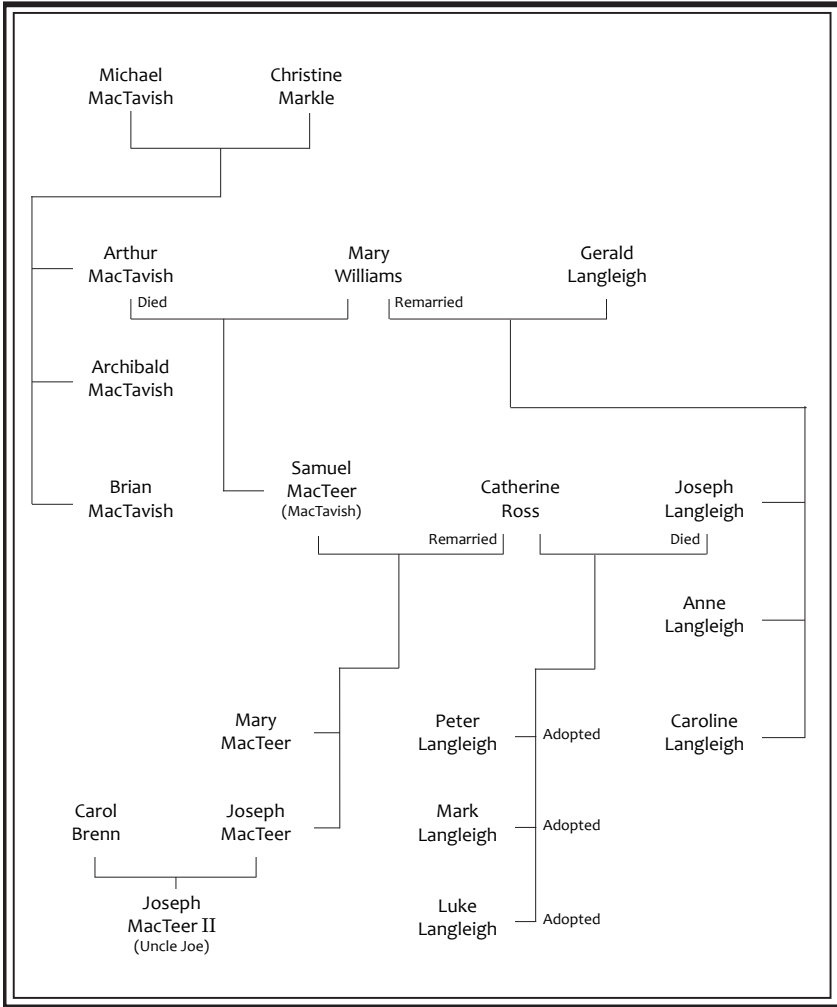 Michael
MacTavish
Christine
Markle
Arthur
MacTavish
Mary
Williams
Gerald
Langleigh
Died
Remarried
Archibald
MacTavish
Brian
MacTavish
Samuel
MacTeer
(MacTavish)
Catherine
Ross
Joseph
Langleigh
Remarried
Died
Anne
Langleigh
Mary
MacTeer
Peter
Langleigh
Adopted
Caroline
Langleigh
Carol
Brenn
Joseph
MacTeer
Mark
Langleigh
Adopted
Joseph
MacTeer II
(Uncle Joe)
Luke
Langleigh
Adopted